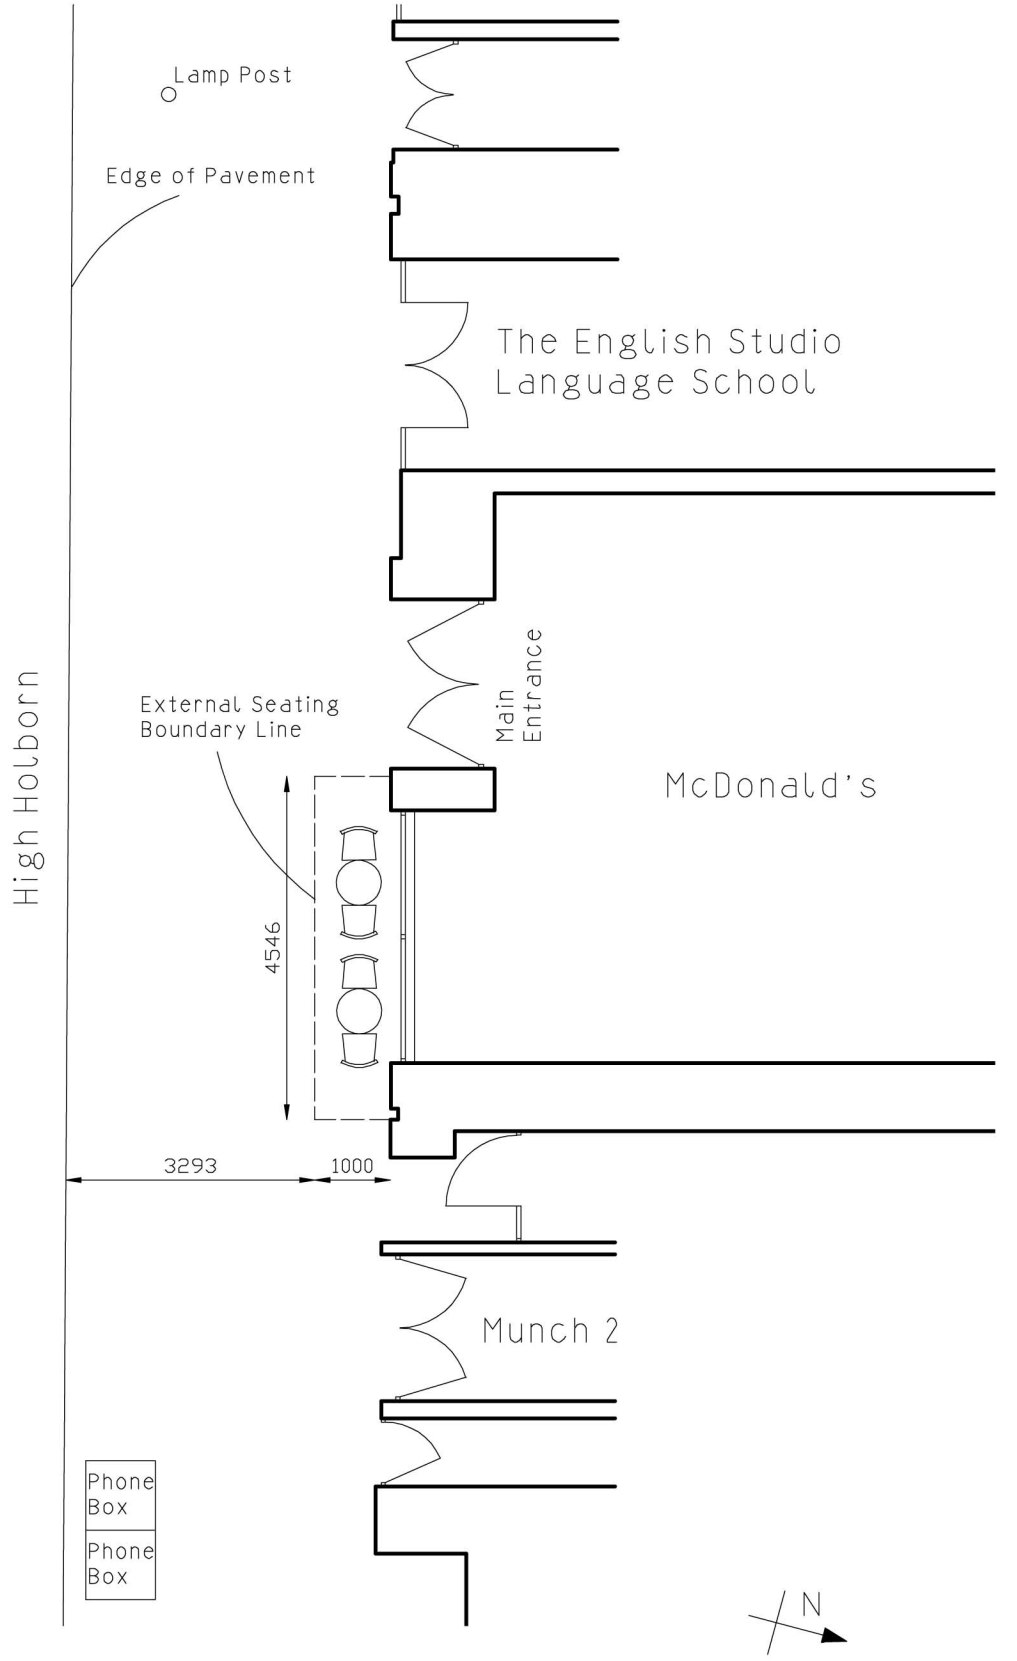 Lamp Post
Edge of Pavement
The English Studio
Language School
High Holborn
External Seating
Boundary Line
Main
Entrance
McDonald's
4546
3293
1000
Munch 2
Phone
Box
Phone
Box
N